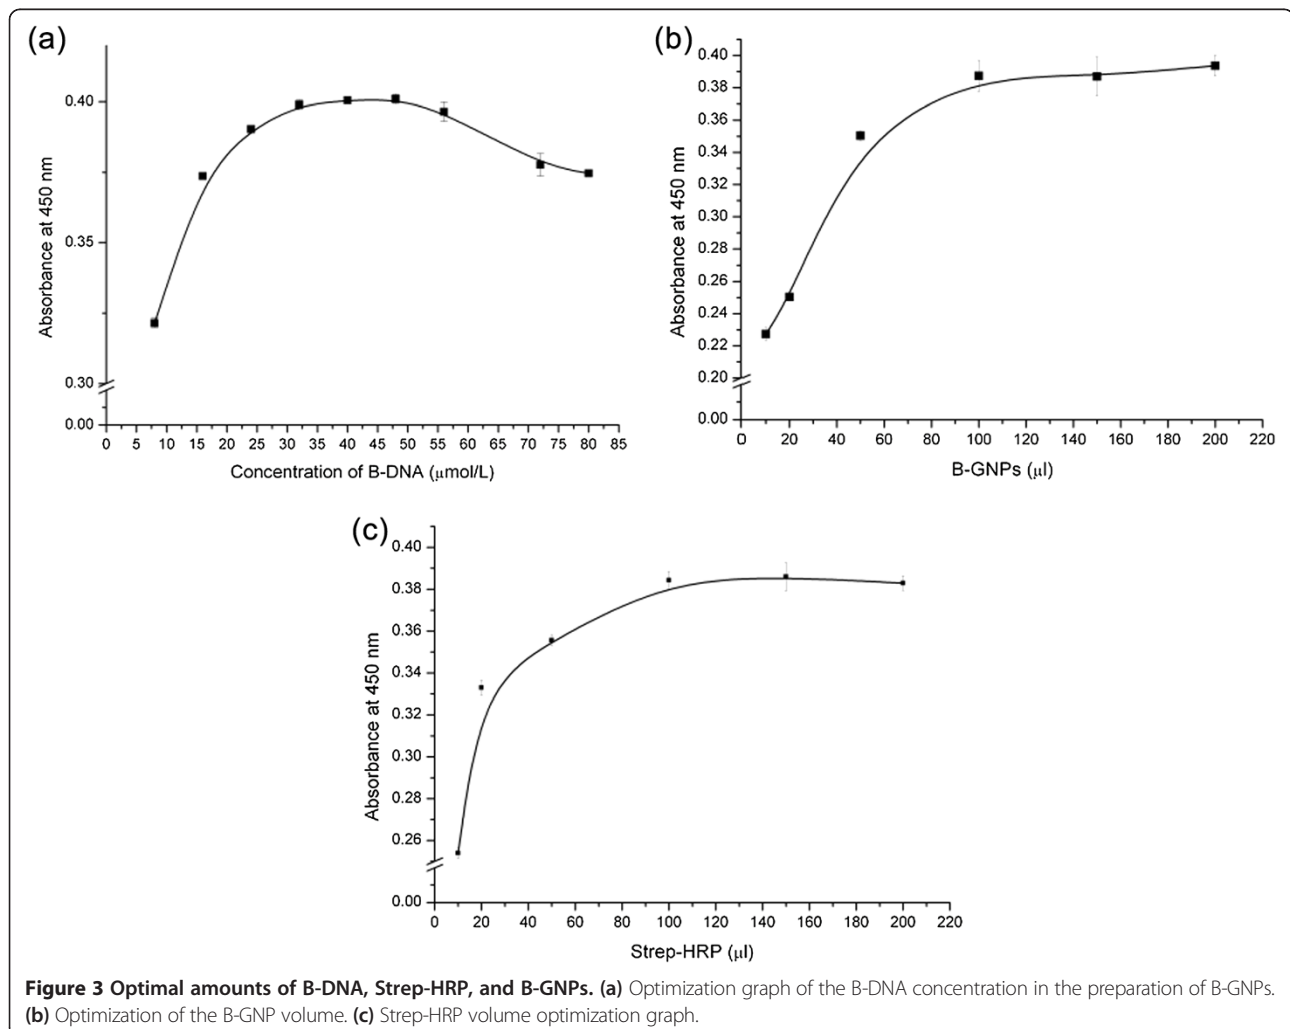 (a)
Absorbance at 450 nm
0.40
0.35
0.30
0.00
0 5 10 15 20 25 30 35 40 45 50 55 60 65 70 75 80 85
Concentration of B-DNA (μmol/L)
(b)
Absorbance at 450 nm
0.40
0.38
0.36
0.34
0.32
0.30
0.28
0.26
0.24
0.22
0.20
0.00
0 20 40 60 80 100 120 140 160 180 200 220
B-GNPs (μl)
(c)
Absorbance at 450 nm
0.40
0.38
0.36
0.34
0.32
0.30
0.28
0.26
0.00
0 20 40 60 80 100 120 140 160 180 200 220
Strep-HRP (μl)
Figure 3 Optimal amounts of B-DNA, Strep-HRP, and B-GNPs. (a) Optimization graph of the B-DNA concentration in the preparation of B-GNPs.
(b) Optimization of the B-GNP volume. (c) Strep-HRP volume optimization graph.